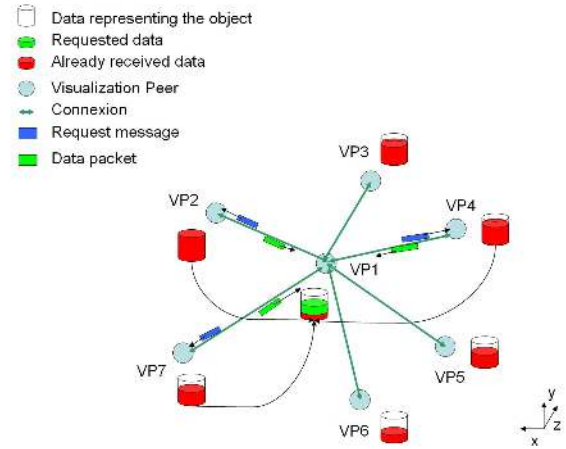 Data representing the object
Requested data
Already received data
Visualization Peer
Connexion
Request message
Data packet
VP3
VP2
VP4
VP1
VP7
VP5
VP6
y
z
x